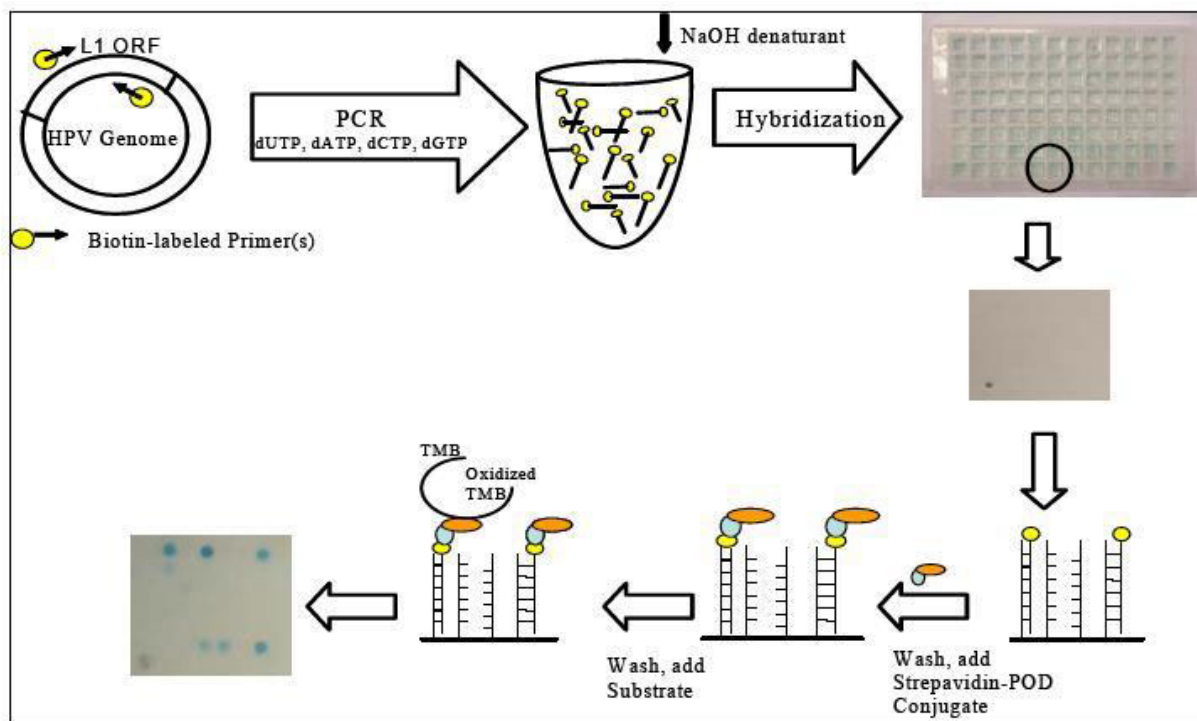 L1 ORF
HPV Genome
Biotin-labeled Primer(s)
PCR
dUTP, dATP, dCTP, dGTP
NaOH denaturant
Hybridization
Wash, add
Strepavidin-POD
Conjugate
Wash, add
Substrate
TMB
Oxidized
TMB